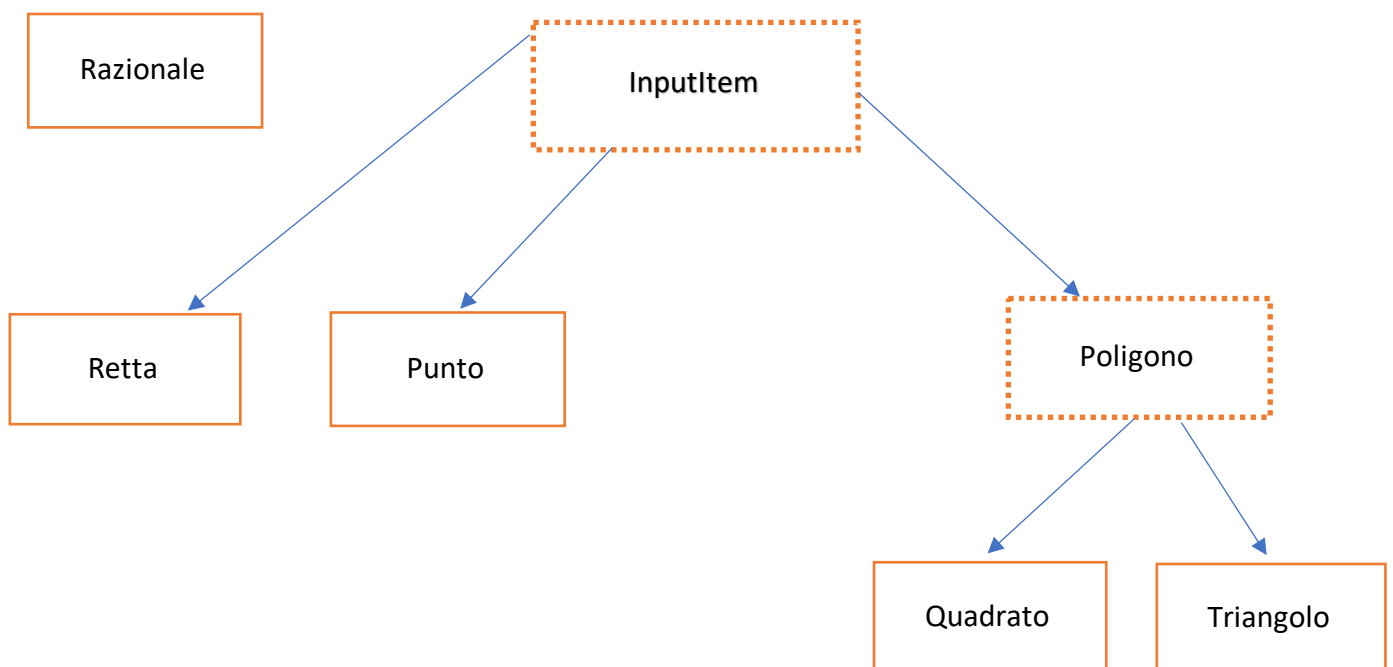 Razionale
InputItem
Retta
Punto
Poligono
Quadrato
Triangolo